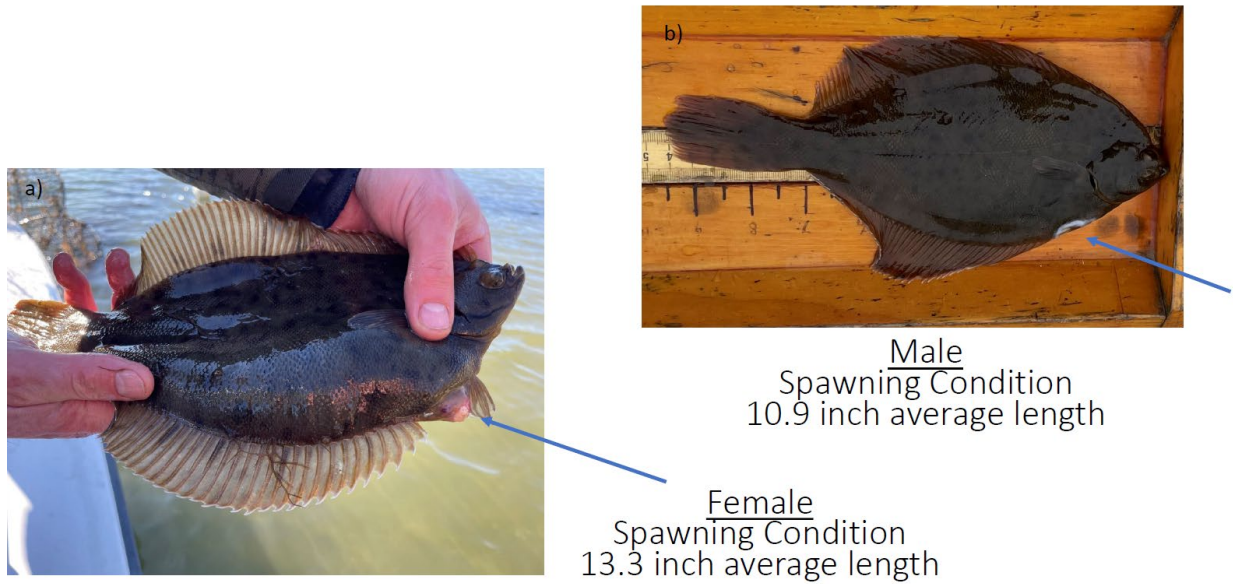 a)
Female
Spawning Condition
13.3 inch average length
b)
Male
Spawning Condition
10.9 inch average length